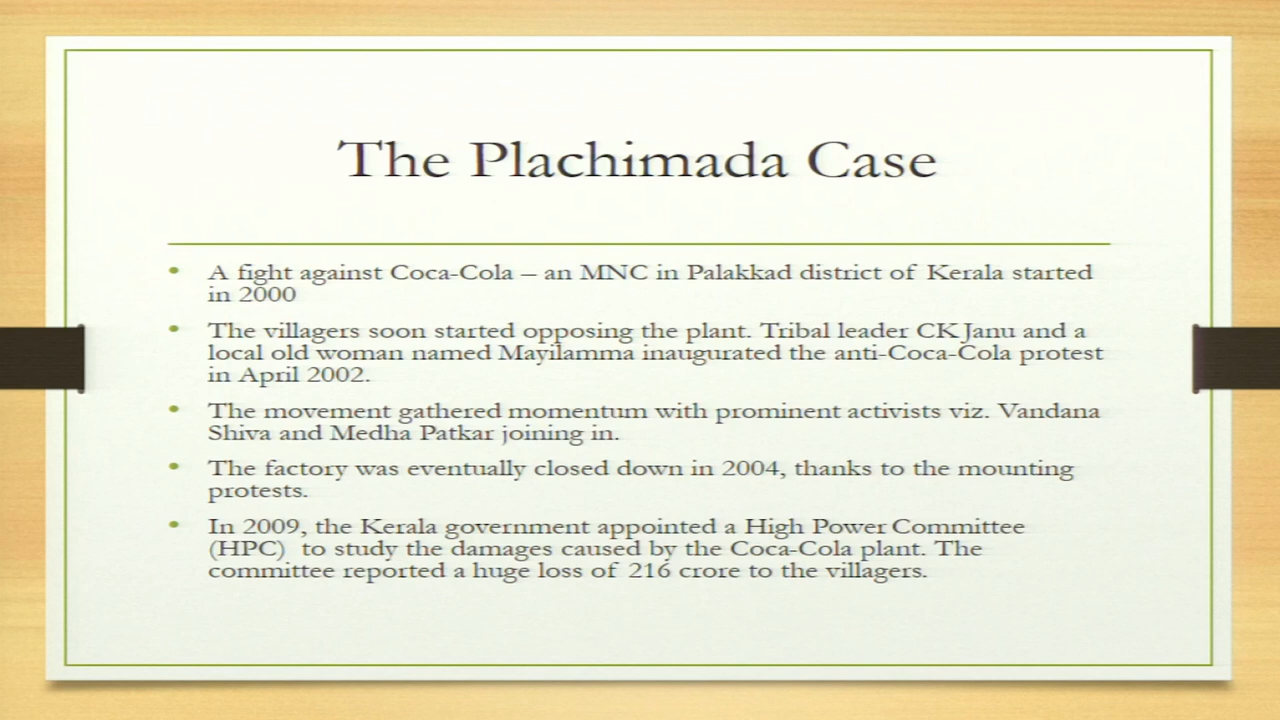 The Plachimada Case
• A fight against Coca-Cola – an MNC in Palakkad district of Kerala started
in 2000
• The villagers soon started opposing the plant. Tribal leader CK Janu and a
local old woman named Mayilamma inaugurated the anti-Coca-Cola protest
in April 2002.
• The movement gathered momentum with prominent activists viz. Vandana
Shiva and Medha Patkar joining in.
• The factory was eventually closed down in 2004, thanks to the mounting
protests.
• In 2009, the Kerala government appointed a High Power Committee
(HPC) to study the damages caused by the Coca-Cola plant. The
committee reported a huge loss of 216 crore to the villagers.